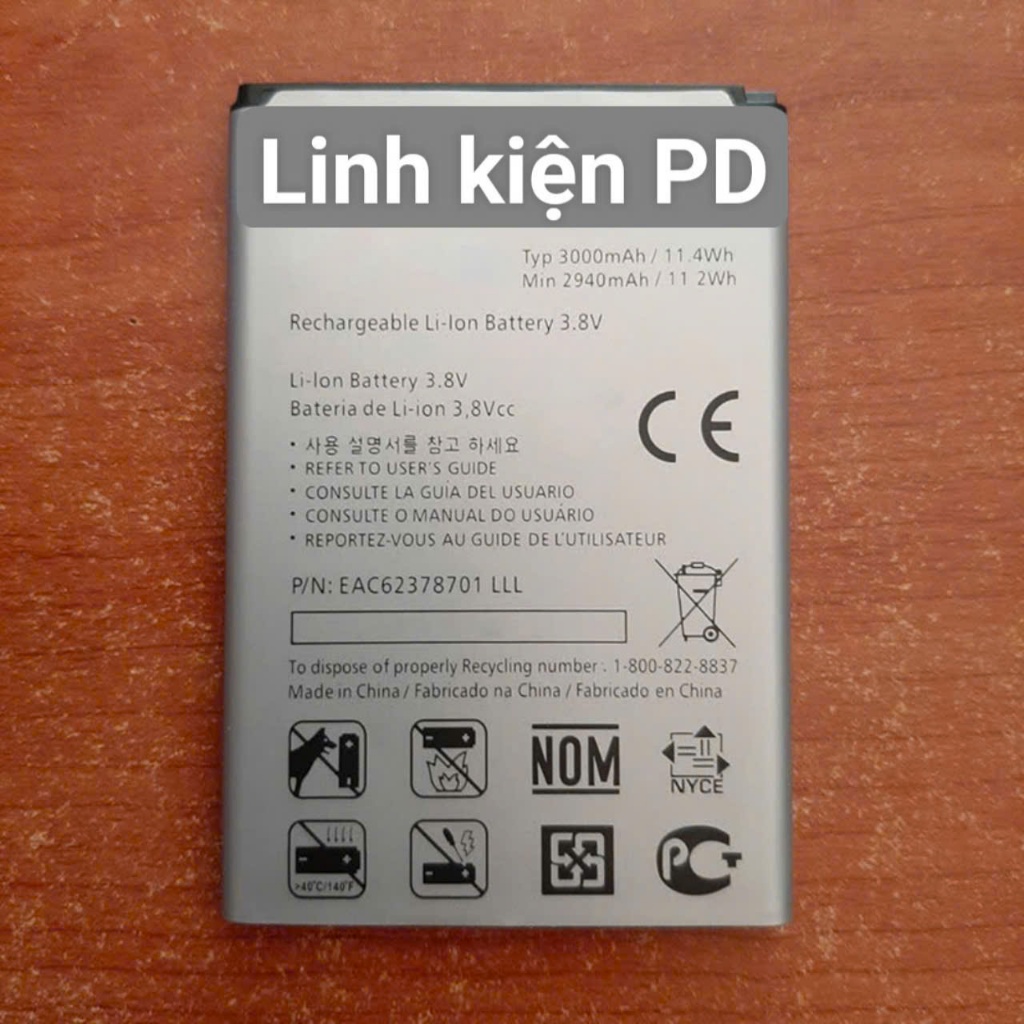 Linh kiện PD
Typ 3000mAh / 11.4Wh
Min 2940mAh / 11 2Wh
Rechargeable Li-Ion Battery 3.8V
Li-Ion Battery 3.8V
Bateria de Li-ion 3,8Vcc
• 사용 설명서를 참고 하세요
• REFER TO USER'S GUIDE
• CONSULTE LA GUÍA DEL USUARIO
• CONSULTE O MANUAL DO USUÁRIO
• REPORTEZ-VOUS AU GUIDE DE L'UTILISATEUR
CE
P/N: EAC62378701 LLL
To dispose of properly Recycling number : 1-800-822-8837
Made in China / Fabricado na China / Fabricado en China
NOM
NYCE
>40°C/140°F
PCT